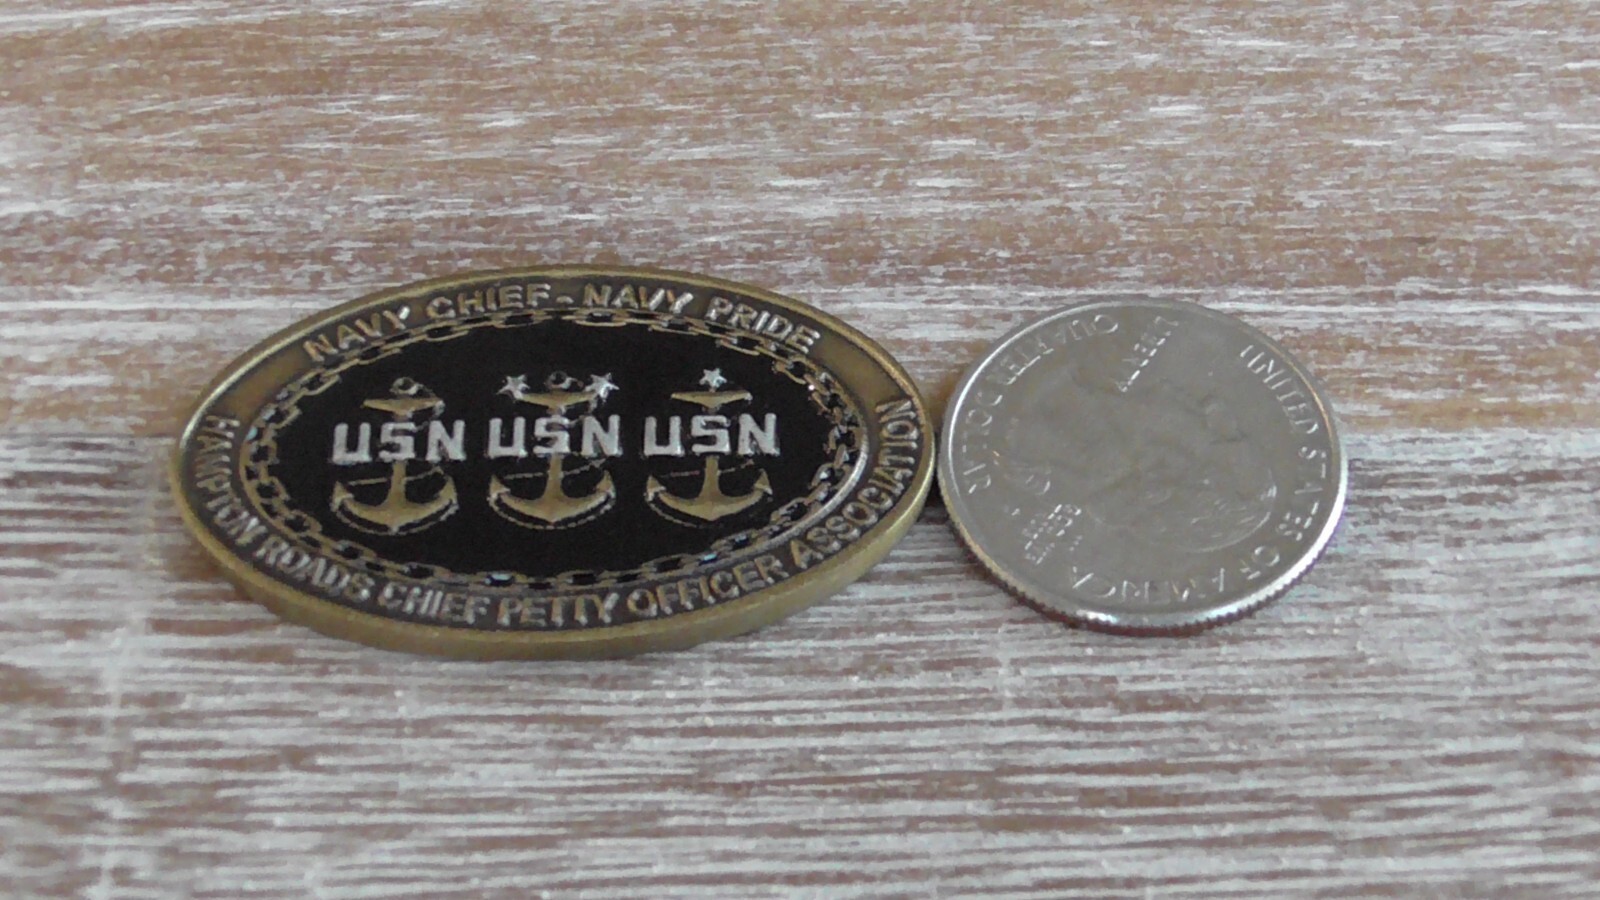 NAVY CHIEF - NAVY PRIDE
USN USN USN
HAMPTON ROADS CHIEF PETTY OFFICER ASSOCIATION
UNITED STATES OF AMERICA
LIBERTY
QUARTER DOLLAR